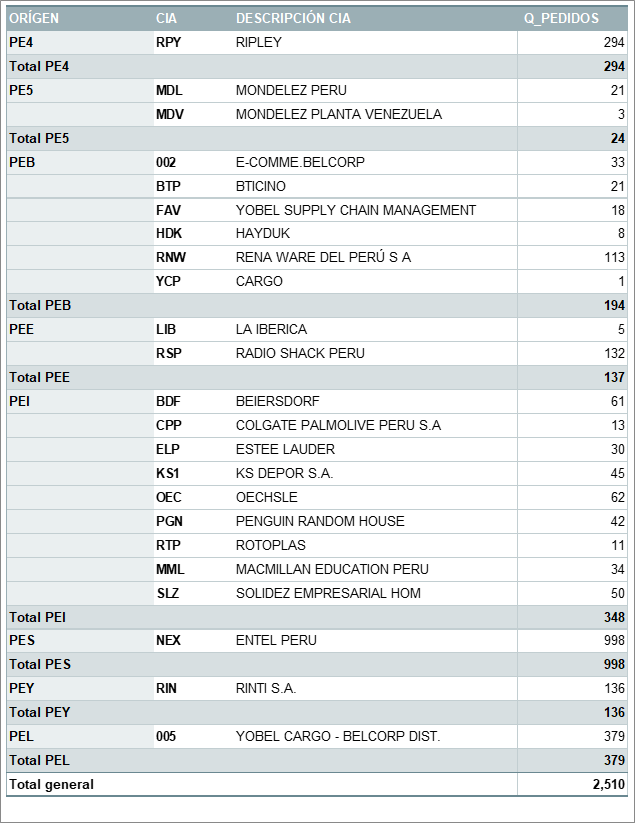 ORÍGEN CIA DESCRIPCIÓN CIA Q_PEDIDOS
PE4 RPY RIPLEY 294
Total PE4 294
PE5 MDL MONDELEZ PERU 21
MDV MONDELEZ PLANTA VENEZUELA 3
Total PE5 24
PEB 002 E-COMME.BELCORP 33
BTP BTICINO 21
FAV YOBEL SUPPLY CHAIN MANAGEMENT 18
HDK HAYDUK 8
RNW RENA WARE DEL PERÚ S A 113
YCP CARGO 1
Total PEB 194
PEE LIB LA IBERICA 5
RSP RADIO SHACK PERU 132
Total PEE 137
PEI BDF BEIERSDORF 61
CPP COLGATE PALMOLIVE PERU S.A 13
ELP ESTEE LAUDER 30
KS1 KS DEPOR S.A. 45
OEC OECHSLE 62
PGN PENGUIN RANDOM HOUSE 42
RTP ROTOPLAS 11
MML MACMILLAN EDUCATION PERU 34
SLZ SOLIDEZ EMPRESARIAL HOM 50
Total PEI 348
PES NEX ENTEL PERU 998
Total PES 998
PEY RIN RINTI S.A. 136
Total PEY 136
PEL 005 YOBEL CARGO - BELCORP DIST. 379
Total PEL 379
Total general 2,510